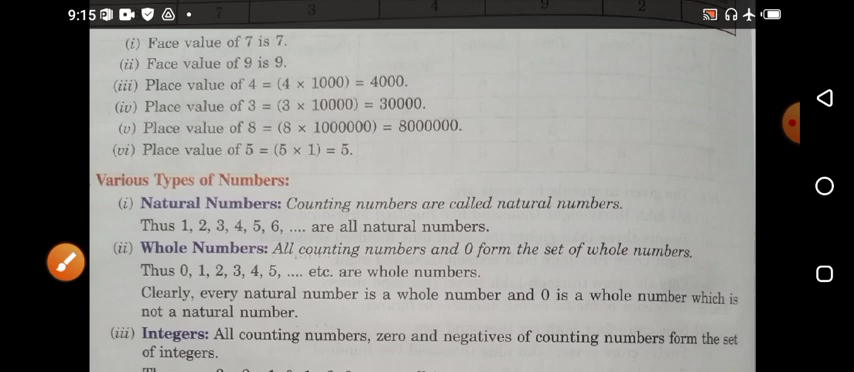 9:15
7 3 4 9 2
(i) Face value of 7 is 7.
(ii) Face value of 9 is 9.
(iii) Place value of 4 = (4 × 1000) = 4000.
(iv) Place value of 3 = (3 × 10000) = 30000.
(v) Place value of 8 = (8 × 1000000) = 8000000.
(vi) Place value of 5 = (5 × 1) = 5.
Various Types of Numbers:
(i) Natural Numbers: Counting numbers are called natural numbers.
Thus 1, 2, 3, 4, 5, 6, .... are all natural numbers.
(ii) Whole Numbers: All counting numbers and 0 form the set of whole numbers.
Thus 0, 1, 2, 3, 4, 5, .... etc. are whole numbers.
Clearly, every natural number is a whole number and 0 is a whole number which is
not a natural number.
(iii) Integers: All counting numbers, zero and negatives of counting numbers form the set
of integers.